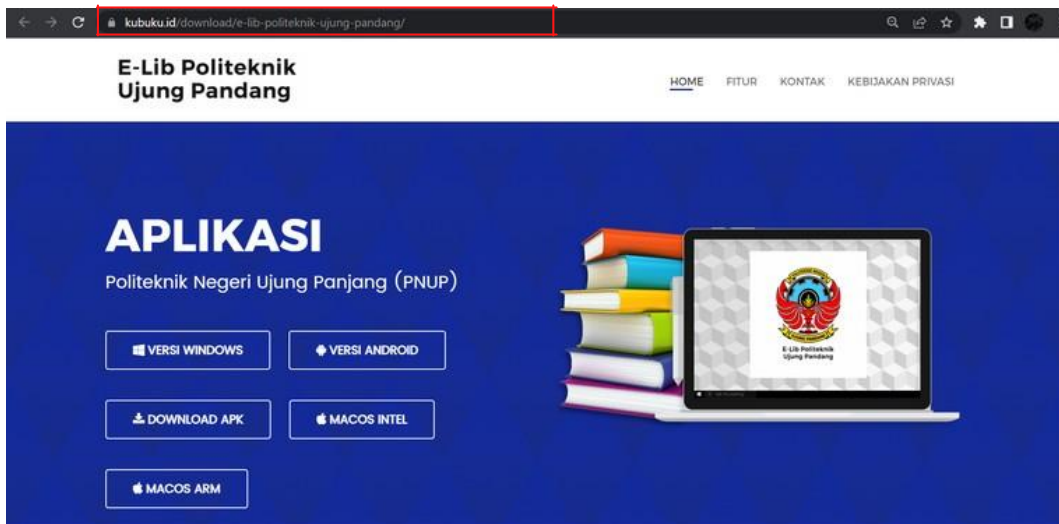 kubuku.id/download/e-lib-politeknik-ujung-pandang/
E-Lib Politeknik
Ujung Pandang
HOME FITUR KONTAK KEBIJAKAN PRIVASI
APLIKASI
Politeknik Negeri Ujung Panjang (PNUP)
VERSI WINDOWS VERSI ANDROID
DOWNLOAD APK MACOS INTEL
MACOS ARM
E-Lib Politeknik
Ujung Pandang